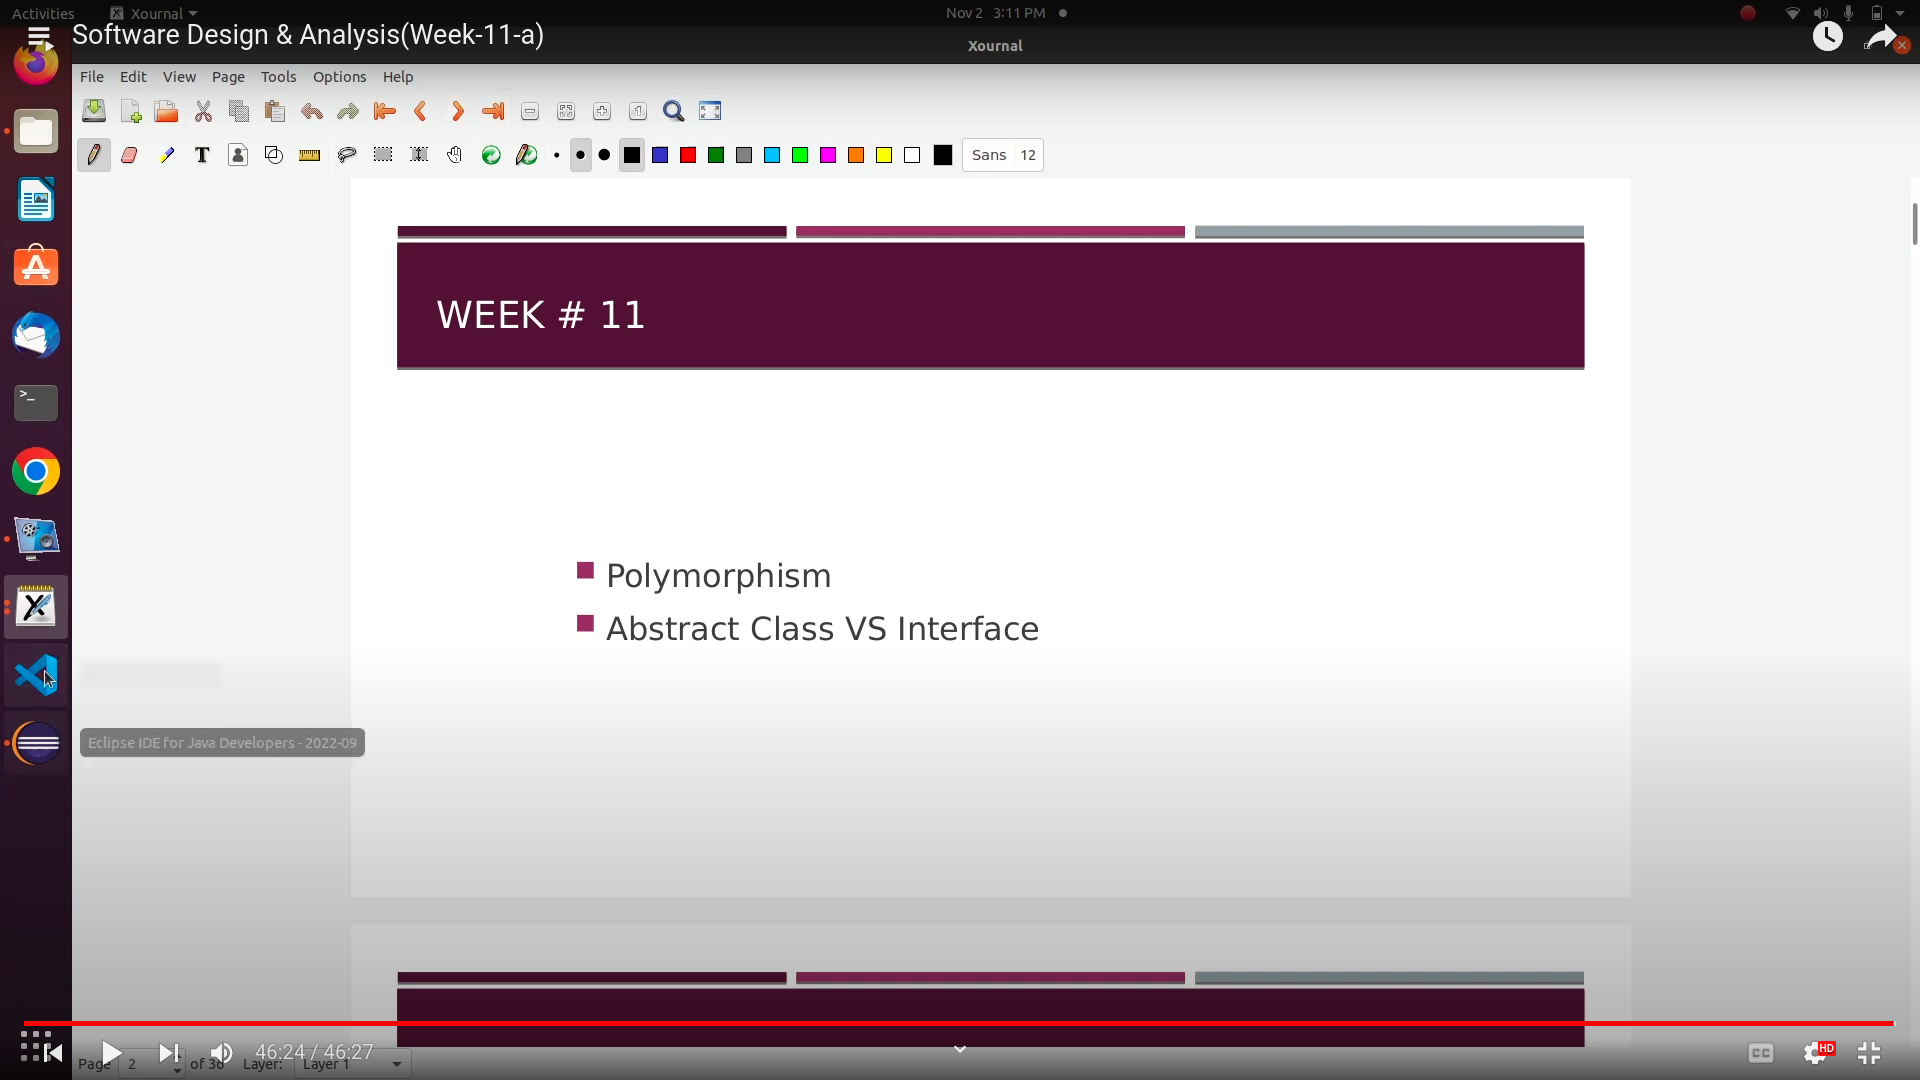 Activities Xournal Nov 2 3:11 PM
Software Design & Analysis(Week-11-a)
Xournal
File Edit View Page Tools Options Help
T Sans 12
WEEK # 11
Polymorphism
Abstract Class VS Interface
Eclipse IDE for Java Developers - 2022-09
46:24 / 46:27
CC HD
Page 2 of 36 Layer: Layer 1